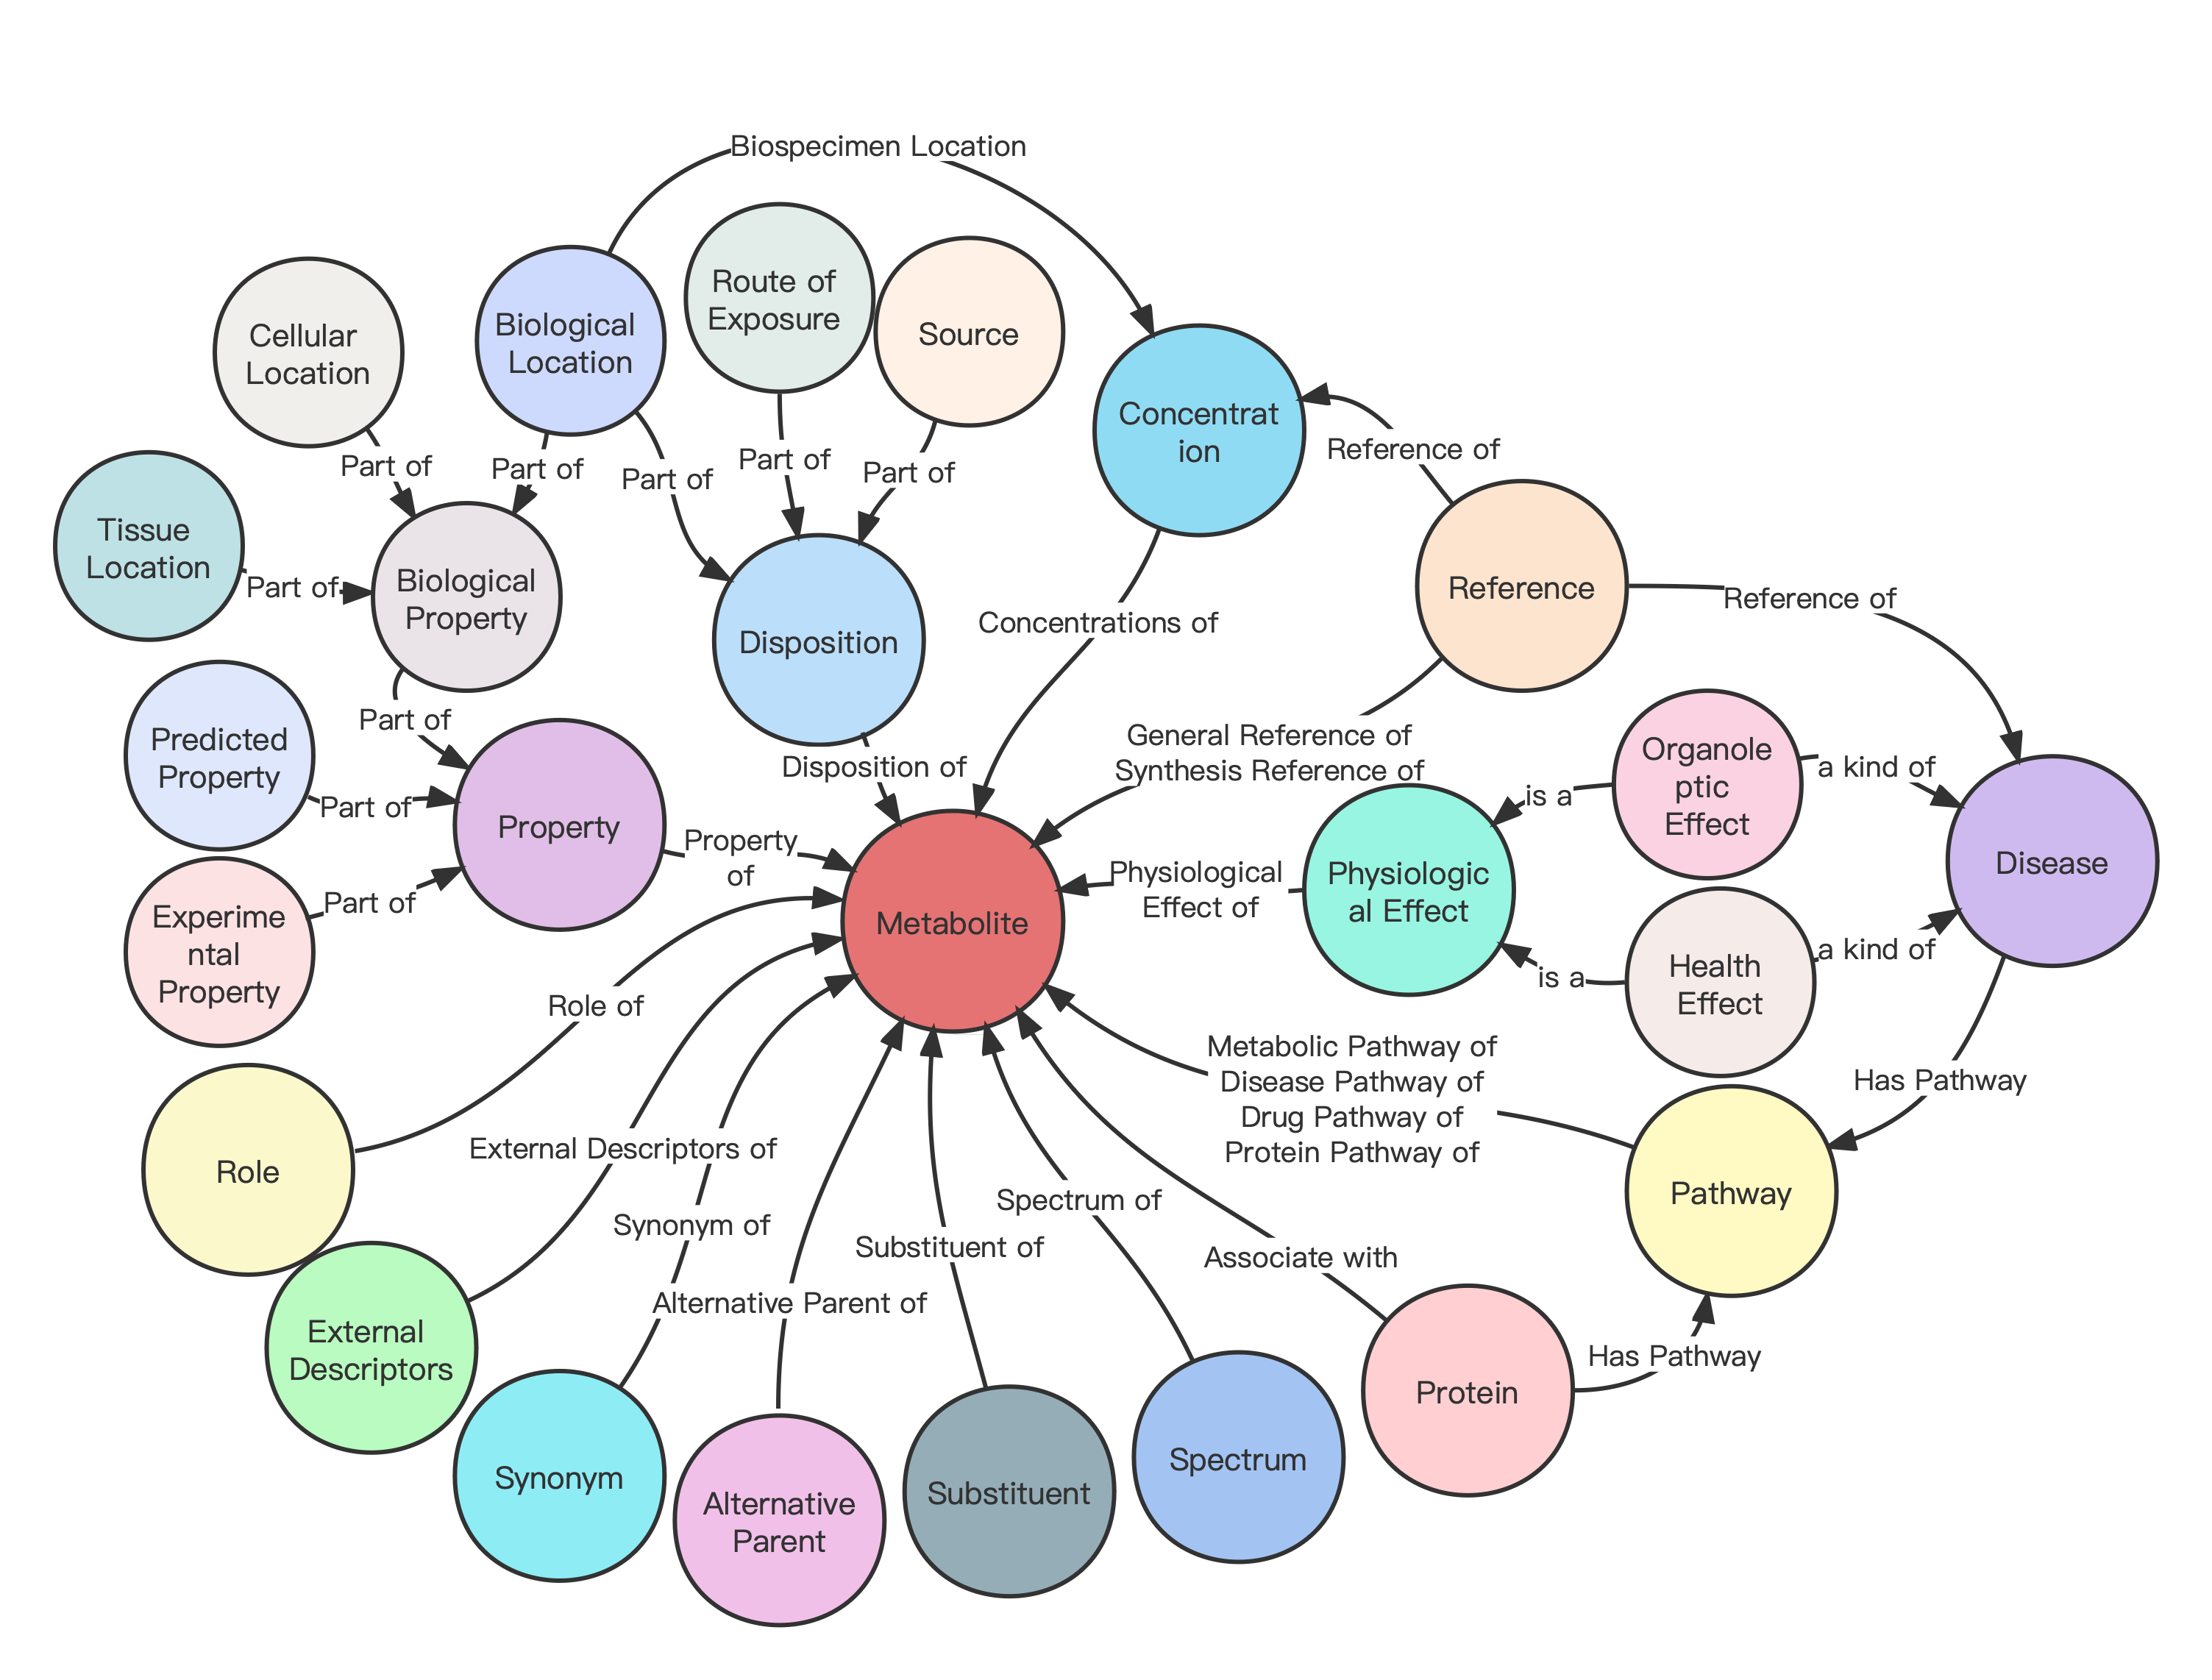 Biospecimen Location
Route of
Exposure
Source
Cellular
Location
Biological
Location
Concentrat
ion
Part of
Part of
Part of
Part of
Part of
Reference of
Tissue
Location
Part of
Biological
Property
Disposition
Concentrations of
Reference
Reference of
Predicted
Property
Part of
Part of
Property
Disposition of
General Reference of
Synthesis Reference of
Organole
ptic
Effect
a kind of
is a
Experime
ntal
Property
Part of
Property
of
Metabolite
Physiological
Effect of
Physiologic
al Effect
Disease
Health
Effect
a kind of
is a
Role of
Metabolic Pathway of
Disease Pathway of
Drug Pathway of
Protein Pathway of
Has Pathway
Role
External Descriptors of
Pathway
Synonym of
Spectrum of
Substituent of
Associate with
Alternative Parent of
External
Descriptors
Has Pathway
Protein
Synonym
Alternative
Parent
Substituent
Spectrum